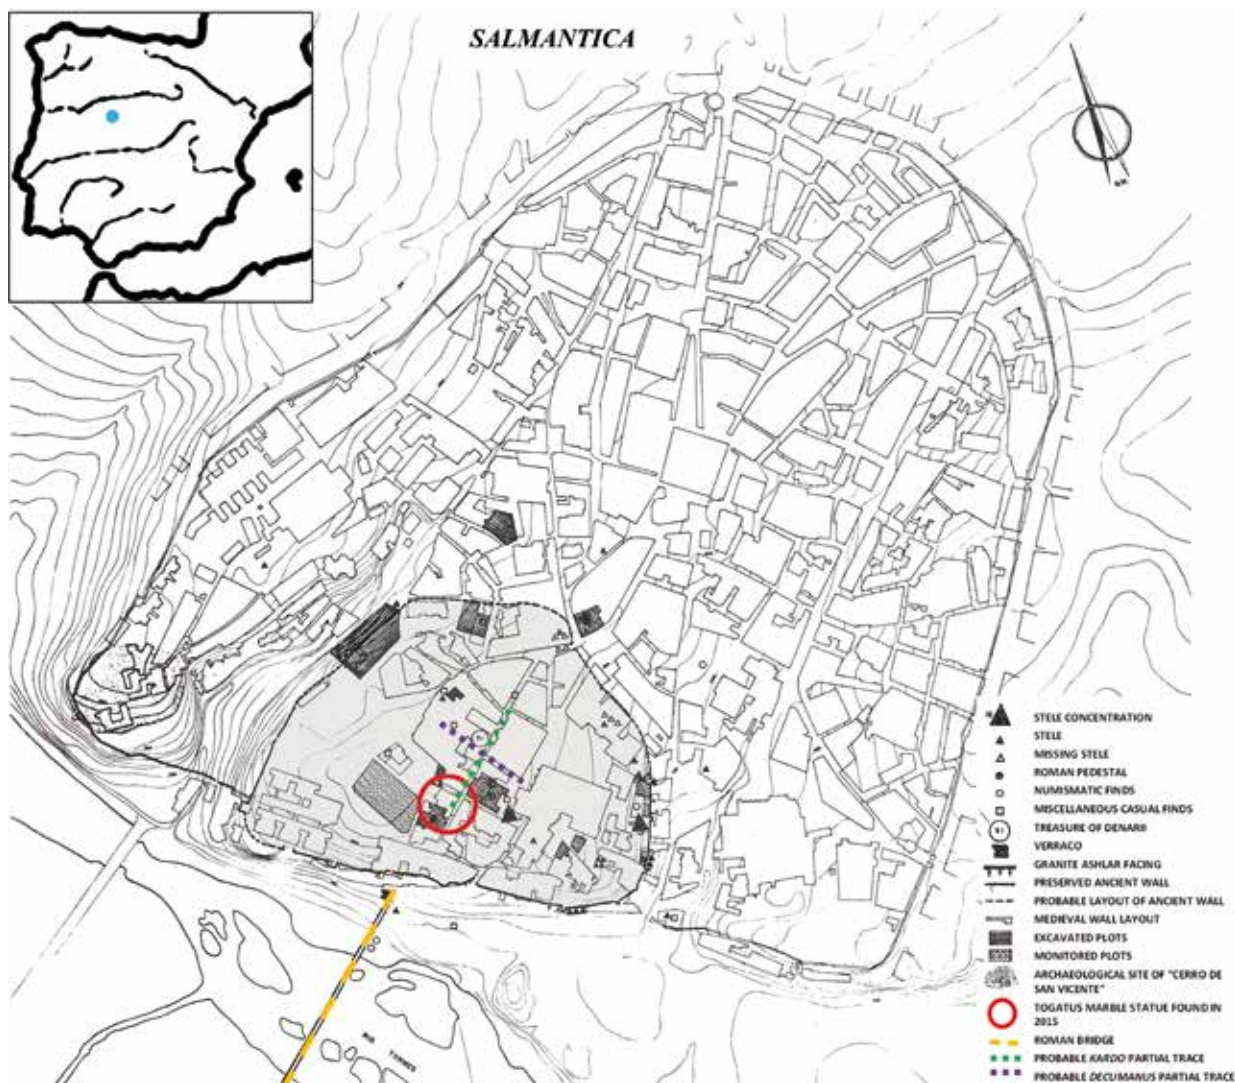 SALMANTICA
NM
STELE CONCENTRATION
STELE
MISSING STELE
ROMAN PEDESTAL
NUMISMATIC FINDS
MISCELLANEOUS CASUAL FINDS
TREASURE OF DENARII
VERRACO
GRANITE ASHLAR FACING
PRESERVED ANCIENT WALL
PROBABLE LAYOUT OF ANCIENT WALL
MEDIEVAL WALL LAYOUT
EXCAVATED PLOTS
MONITORED PLOTS
ARCHAEOLOGICAL SITE OF "CERRO DE
SAN VICENTE"
TOGATUS MARBLE STATUE FOUND IN
2015
ROMAN BRIDGE
PROBABLE KARDO PARTIAL TRACE
PROBABLE DECUMANUS PARTIAL TRACE
RIO TORMES